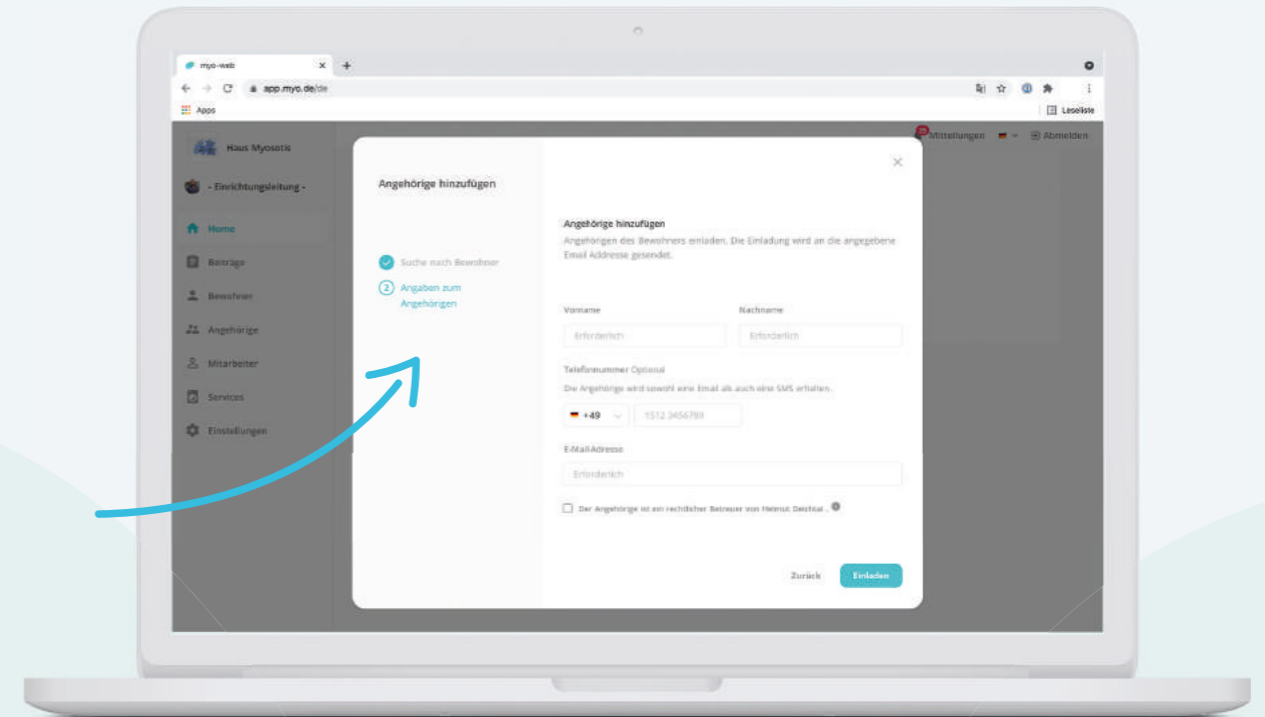 myo-web
app.myo.de/de
Apps
Leseliste
Haus Myosotis
25
Mitteilungen
Abmelden
- Einrichtungsleitung -
Home
Beiträge
Bewohner
Angehörige
Mitarbeiter
Services
Einstellungen
Angehörige hinzufügen
Suche nach Bewohner
2 Angaben zum
Angehörigen
Angehörige hinzufügen
Angehörigen des Bewohners einladen. Die Einladung wird an die angegebene
Email Addresse gesendet.
Vorname Nachname
Erforderlich Erforderlich
Telefonnummer Optional
Die Angehörige wird sowohl eine Email als auch eine SMS erhalten.
+49 1512 3456789
E-Mail-Adresse
Erforderlich
Der Angehörige ist ein rechtlicher Betreuer von Helmut .
Zurück Einladen